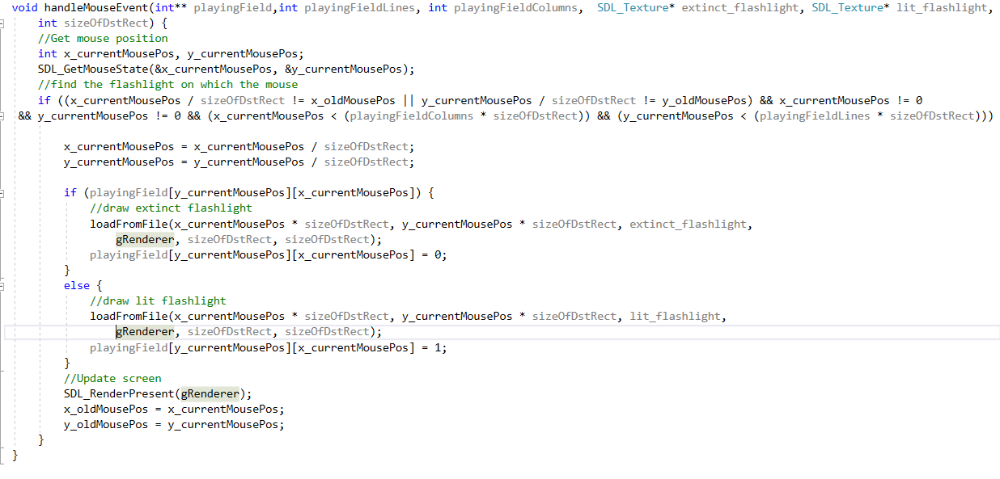 void handleMouseEvent(int** playingField,int playingFieldLines, int playingFieldColumns,  SDL_Texture* extinct_flashlight, SDL_Texture* lit_flashlight,
    int sizeOfDstRect) {
    //Get mouse position
    int x_currentMousePos, y_currentMousePos;
    SDL_GetMouseState(&x_currentMousePos, &y_currentMousePos);
    //find the flashlight on which the mouse
    if ((x_currentMousePos / sizeOfDstRect != x_oldMousePos || y_currentMousePos / sizeOfDstRect != y_oldMousePos) && x_currentMousePos != 0
 && y_currentMousePos != 0 && (x_currentMousePos < (playingFieldColumns * sizeOfDstRect)) && (y_currentMousePos < (playingFieldLines * sizeOfDstRect)))
        x_currentMousePos = x_currentMousePos / sizeOfDstRect;
        y_currentMousePos = y_currentMousePos / sizeOfDstRect;
        if (playingField[y_currentMousePos][x_currentMousePos]) {
            //draw extinct flashlight
            loadFromFile(x_currentMousePos * sizeOfDstRect, y_currentMousePos * sizeOfDstRect, extinct_flashlight,
                gRenderer, sizeOfDstRect, sizeOfDstRect);
            playingField[y_currentMousePos][x_currentMousePos] = 0;
        }
        else {
            //draw lit flashlight
            loadFromFile(x_currentMousePos * sizeOfDstRect, y_currentMousePos * sizeOfDstRect, lit_flashlight,
                gRenderer, sizeOfDstRect, sizeOfDstRect);
            playingField[y_currentMousePos][x_currentMousePos] = 1;
        }
        //Update screen
        SDL_RenderPresent(gRenderer);
        x_oldMousePos = x_currentMousePos;
        y_oldMousePos = y_currentMousePos;
    }
}